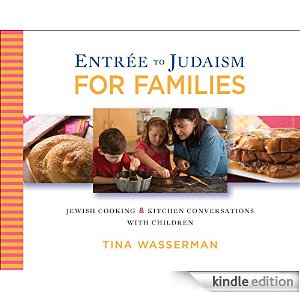 ENTRÉE TO JUDAISM
FOR FAMILIES
JEWISH COOKING & KITCHEN CONVERSATIONS
WITH CHILDREN
TINA WASSERMAN
kindle edition